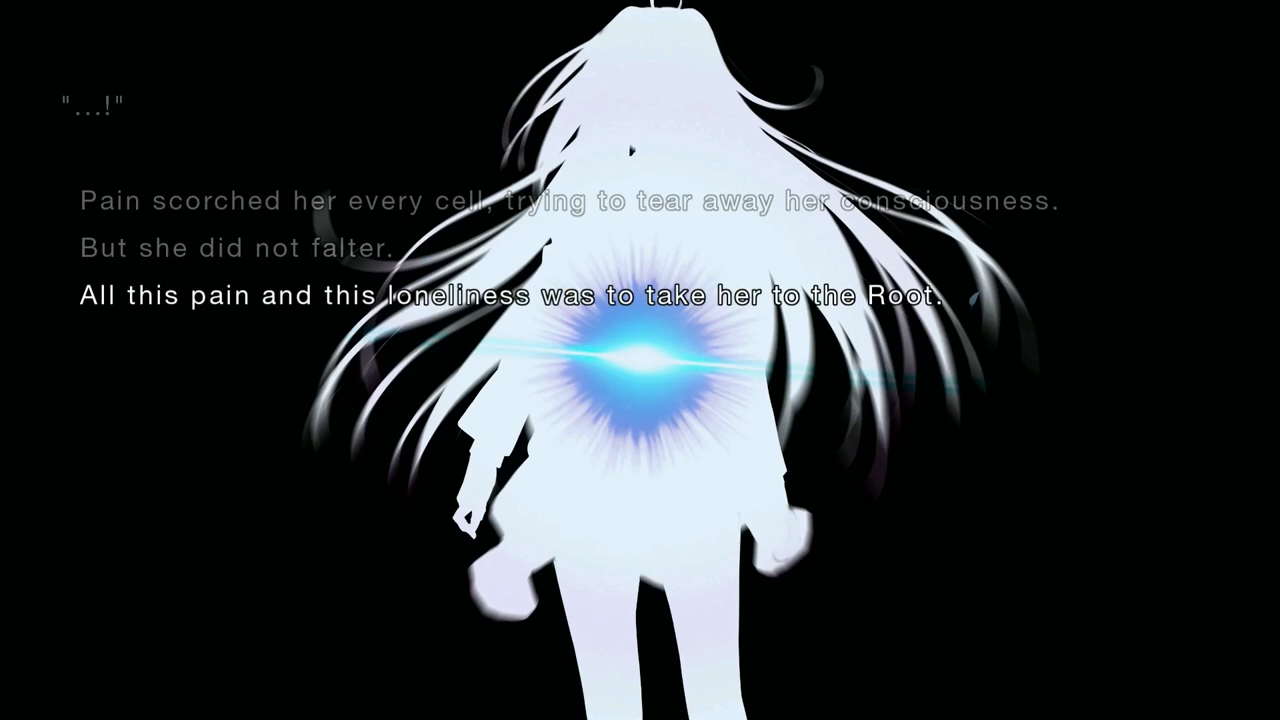 "...!"
Pain scorched her every cell, trying to tear away her consciousness.
But she did not falter.
All this pain and this loneliness was to take her to the Root.